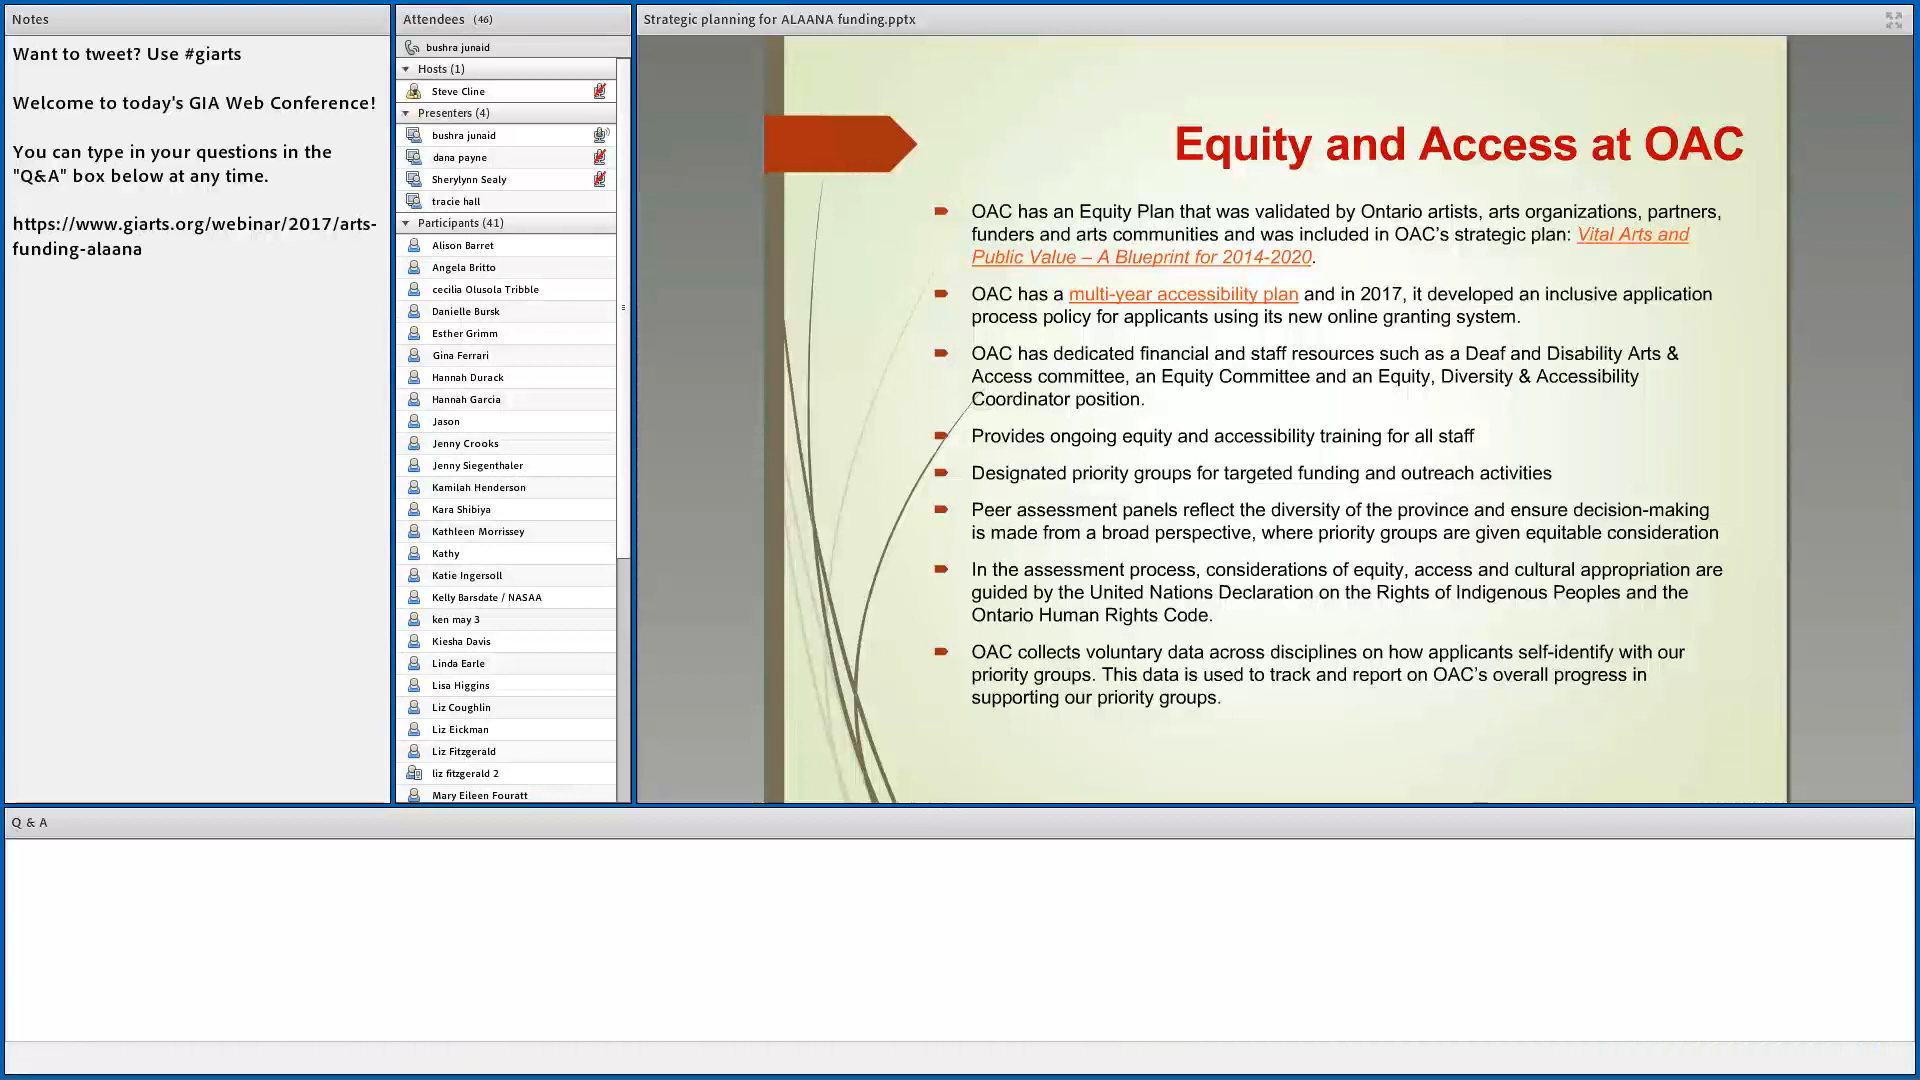 Notes
Want to tweet? Use #giarts
Welcome to today's GIA Web Conference!
You can type in your questions in the
"Q&A" box below at any time.
https://www.giarts.org/webinar/2017/arts-
funding-alaana
Attendees (46)
bushra junaid
Hosts (1)
Steve Cline
Presenters (4)
bushra junaid
dana payne
Sherylynn Sealy
tracie hall
Participants (41)
Alison Barret
Angela Britto
cecilia Olusola Tribble
Danielle Bursk
Esther Grimm
Gina Ferrari
Hannah Durack
Hannah Garcia
Jason
Jenny Crooks
Jenny Siegenthaler
Kamilah Henderson
Kara Shibiya
Kathleen Morrissey
Kathy
Katie Ingersoll
Kelly Barsdate / NASAA
ken may 3
Kiesha Davis
Linda Earle
Lisa Higgins
Liz Coughlin
Liz Eickman
Liz Fitzgerald
liz fitzgerald 2
Mary Eileen Fouratt
Strategic planning for ALAANA funding.pptx
Equity and Access at OAC
OAC has an Equity Plan that was validated by Ontario artists, arts organizations, partners,
funders and arts communities and was included in OAC’s strategic plan: Vital Arts and
Public Value – A Blueprint for 2014-2020.
OAC has a multi-year accessibility plan and in 2017, it developed an inclusive application
process policy for applicants using its new online granting system.
OAC has dedicated financial and staff resources such as a Deaf and Disability Arts &
Access committee, an Equity Committee and an Equity, Diversity & Accessibility
Coordinator position.
Provides ongoing equity and accessibility training for all staff
Designated priority groups for targeted funding and outreach activities
Peer assessment panels reflect the diversity of the province and ensure decision-making
is made from a broad perspective, where priority groups are given equitable consideration
In the assessment process, considerations of equity, access and cultural appropriation are
guided by the United Nations Declaration on the Rights of Indigenous Peoples and the
Ontario Human Rights Code.
OAC collects voluntary data across disciplines on how applicants self-identify with our
priority groups. This data is used to track and report on OAC’s overall progress in
supporting our priority groups.
Q & A